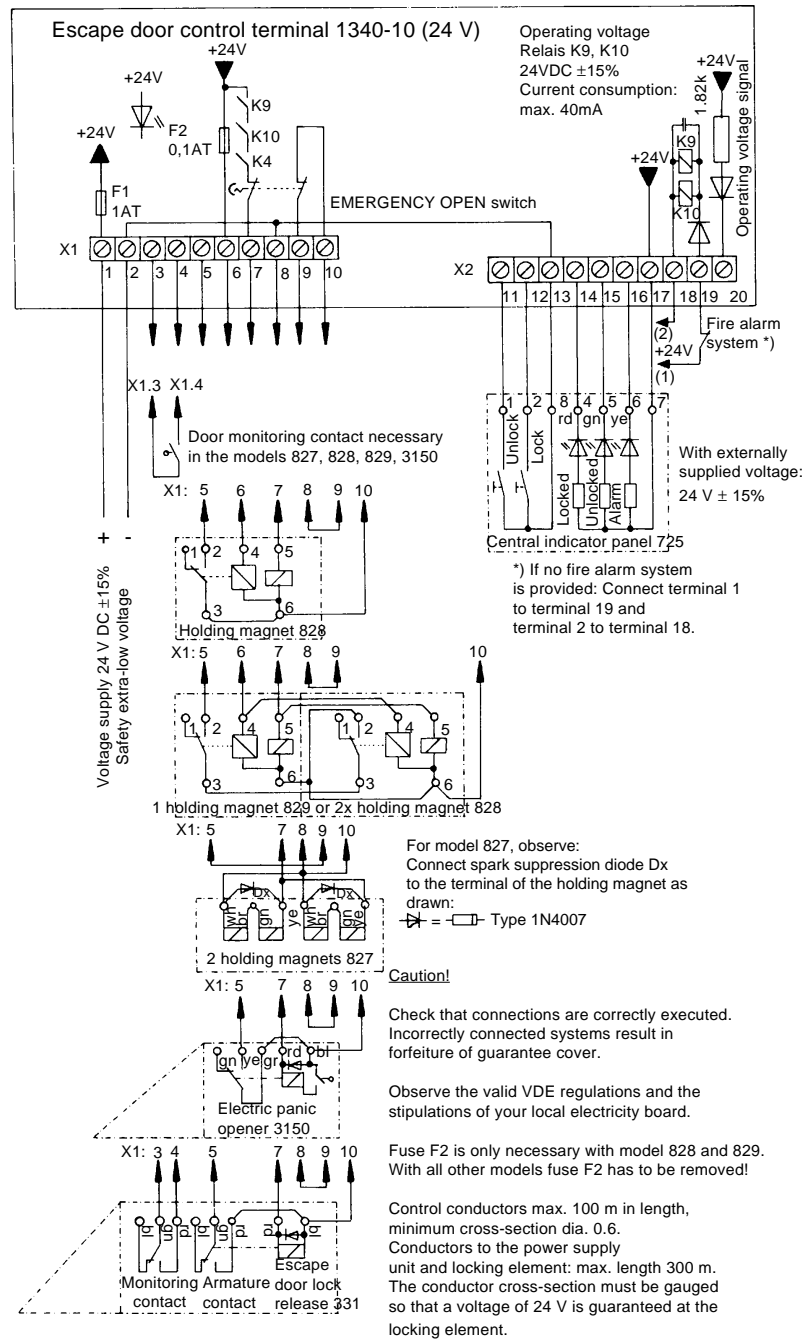 Escape door control terminal 1340-10 (24 V)
Operating voltage
Relais K9, K10
24VDC ±15%
Current consumption:
max. 40mA
+24V
+24V
+24V
F2
0,1AT
F1
1AT
K9
K10
K4
EMERGENCY OPEN switch
+24V
1.82k
K9
K10
+24V
Operating voltage signal
X1
1 2 3 4 5 6 7 8 9 10
X2
11 12 13 14 15 16 17 18 19 20
(2)
Fire alarm
system *)
+24V
(1)
X1.3 X1.4
Door monitoring contact necessary
in the models 827, 828, 829, 3150
1 2 8 4 5 6 7
rd gn ye
Unlock
Lock
Locked
Unlocked
Alarm
Central indicator panel 725
With externally
supplied voltage:
24 V ± 15%
*) If no fire alarm system
is provided: Connect terminal 1
to terminal 19 and
terminal 2 to terminal 18.
+ -
Voltage supply 24 V DC ±15%
Safety extra-low voltage
X1: 5 6 7 8 9 10
1 2 4 5
3 6
Holding magnet 828
X1: 5 6 7 8 9 10
1 2 4 5 1 2 4 5
3 6 3 6
1 holding magnet 829 or 2x holding magnet 828
X1: 5 7 8 9 10
Dx Dx
wh br gn ye wh br gn ye
2 holding magnets 827
For model 827, observe:
Connect spark suppression diode Dx
to the terminal of the holding magnet as
drawn:
= Type 1N4007
X1: 5 7 8 9 10
gn ye gr rd bl
Electric panic
opener 3150
X1: 3 4 5 7 8 9 10
bl gn rd bl gn rd rd bl
Monitoring
contact
Armature
contact
Escape
door lock
release 331
Caution!
Check that connections are correctly executed.
Incorrectly connected systems result in
forfeiture of guarantee cover.
Observe the valid VDE regulations and the
stipulations of your local electricity board.
Fuse F2 is only necessary with model 828 and 829.
With all other models fuse F2 has to be removed!
Control conductors max. 100 m in length,
minimum cross-section dia. 0.6.
Conductors to the power supply
unit and locking element: max. length 300 m.
The conductor cross-section must be gauged
so that a voltage of 24 V is guaranteed at the
locking element.